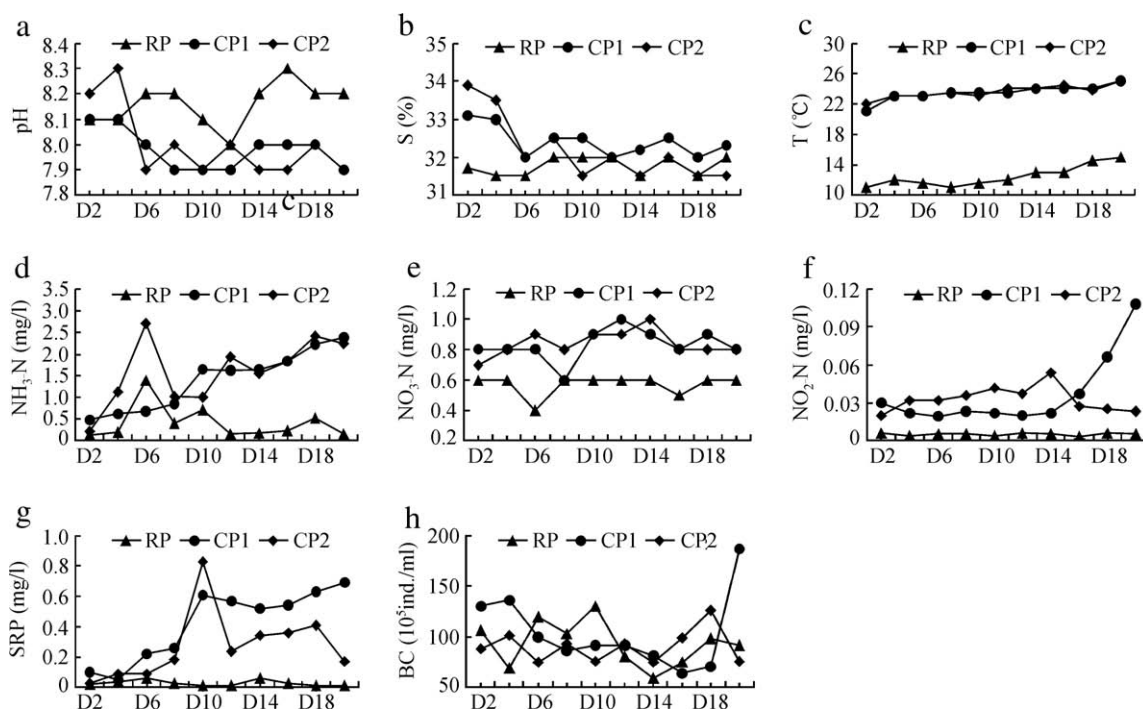 a
8.4
RP CP1 CP2
8.3
8.2
8.1
8.0
7.9
7.8
pH
D2 D6 D10 D14 D18
c
b
35
RP CP1 CP2
34
33
32
31
S (%)
D2 D6 D10 D14 D18
c
30
RP CP1 CP2
26
22
18
14
10
T (℃)
D2 D6 D10 D14 D18
d
3.5
RP CP1 CP2
3.0
2.5
2.0
1.5
1.0
0.5
0
NH₃-N (mg/l)
D2 D6 D10 D14 D18
e
1.2
RP CP1 CP2
1.0
0.8
0.6
0.4
0.2
NO₃-N (mg/l)
D2 D6 D10 D14 D18
f
0.12
RP CP1 CP2
0.09
0.06
0.03
0
NO₂-N (mg/l)
D2 D6 D10 D14 D18
g
1.0
RP CP1 CP2
0.8
0.6
0.4
0.2
0
SRP (mg/l)
D2 D6 D10 D14 D18
h
200
RP CP1 CP2
150
100
50
BC (10⁵ind./ml)
D2 D6 D10 D14 D18